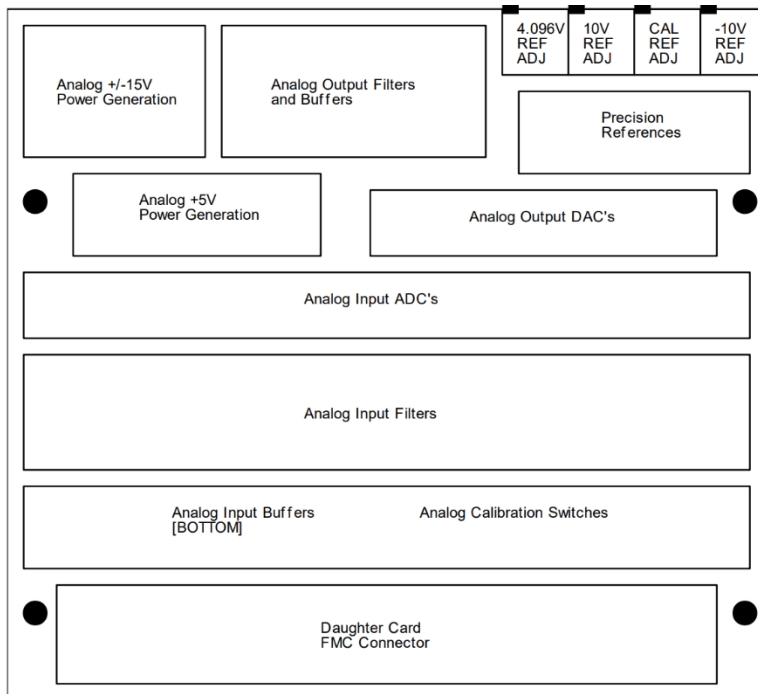 Analog +/-15V
Power Generation
Analog Output Filters
and Buffers
4.096V
REF
ADJ
10V
REF
ADJ
CAL
REF
ADJ
-10V
REF
ADJ
Precision
References
Analog +5V
Power Generation
Analog Output DAC's
Analog Input ADC's
Analog Input Filters
Analog Input Buffers
[BOTTOM]
Analog Calibration Switches
Daughter Card
FMC Connector